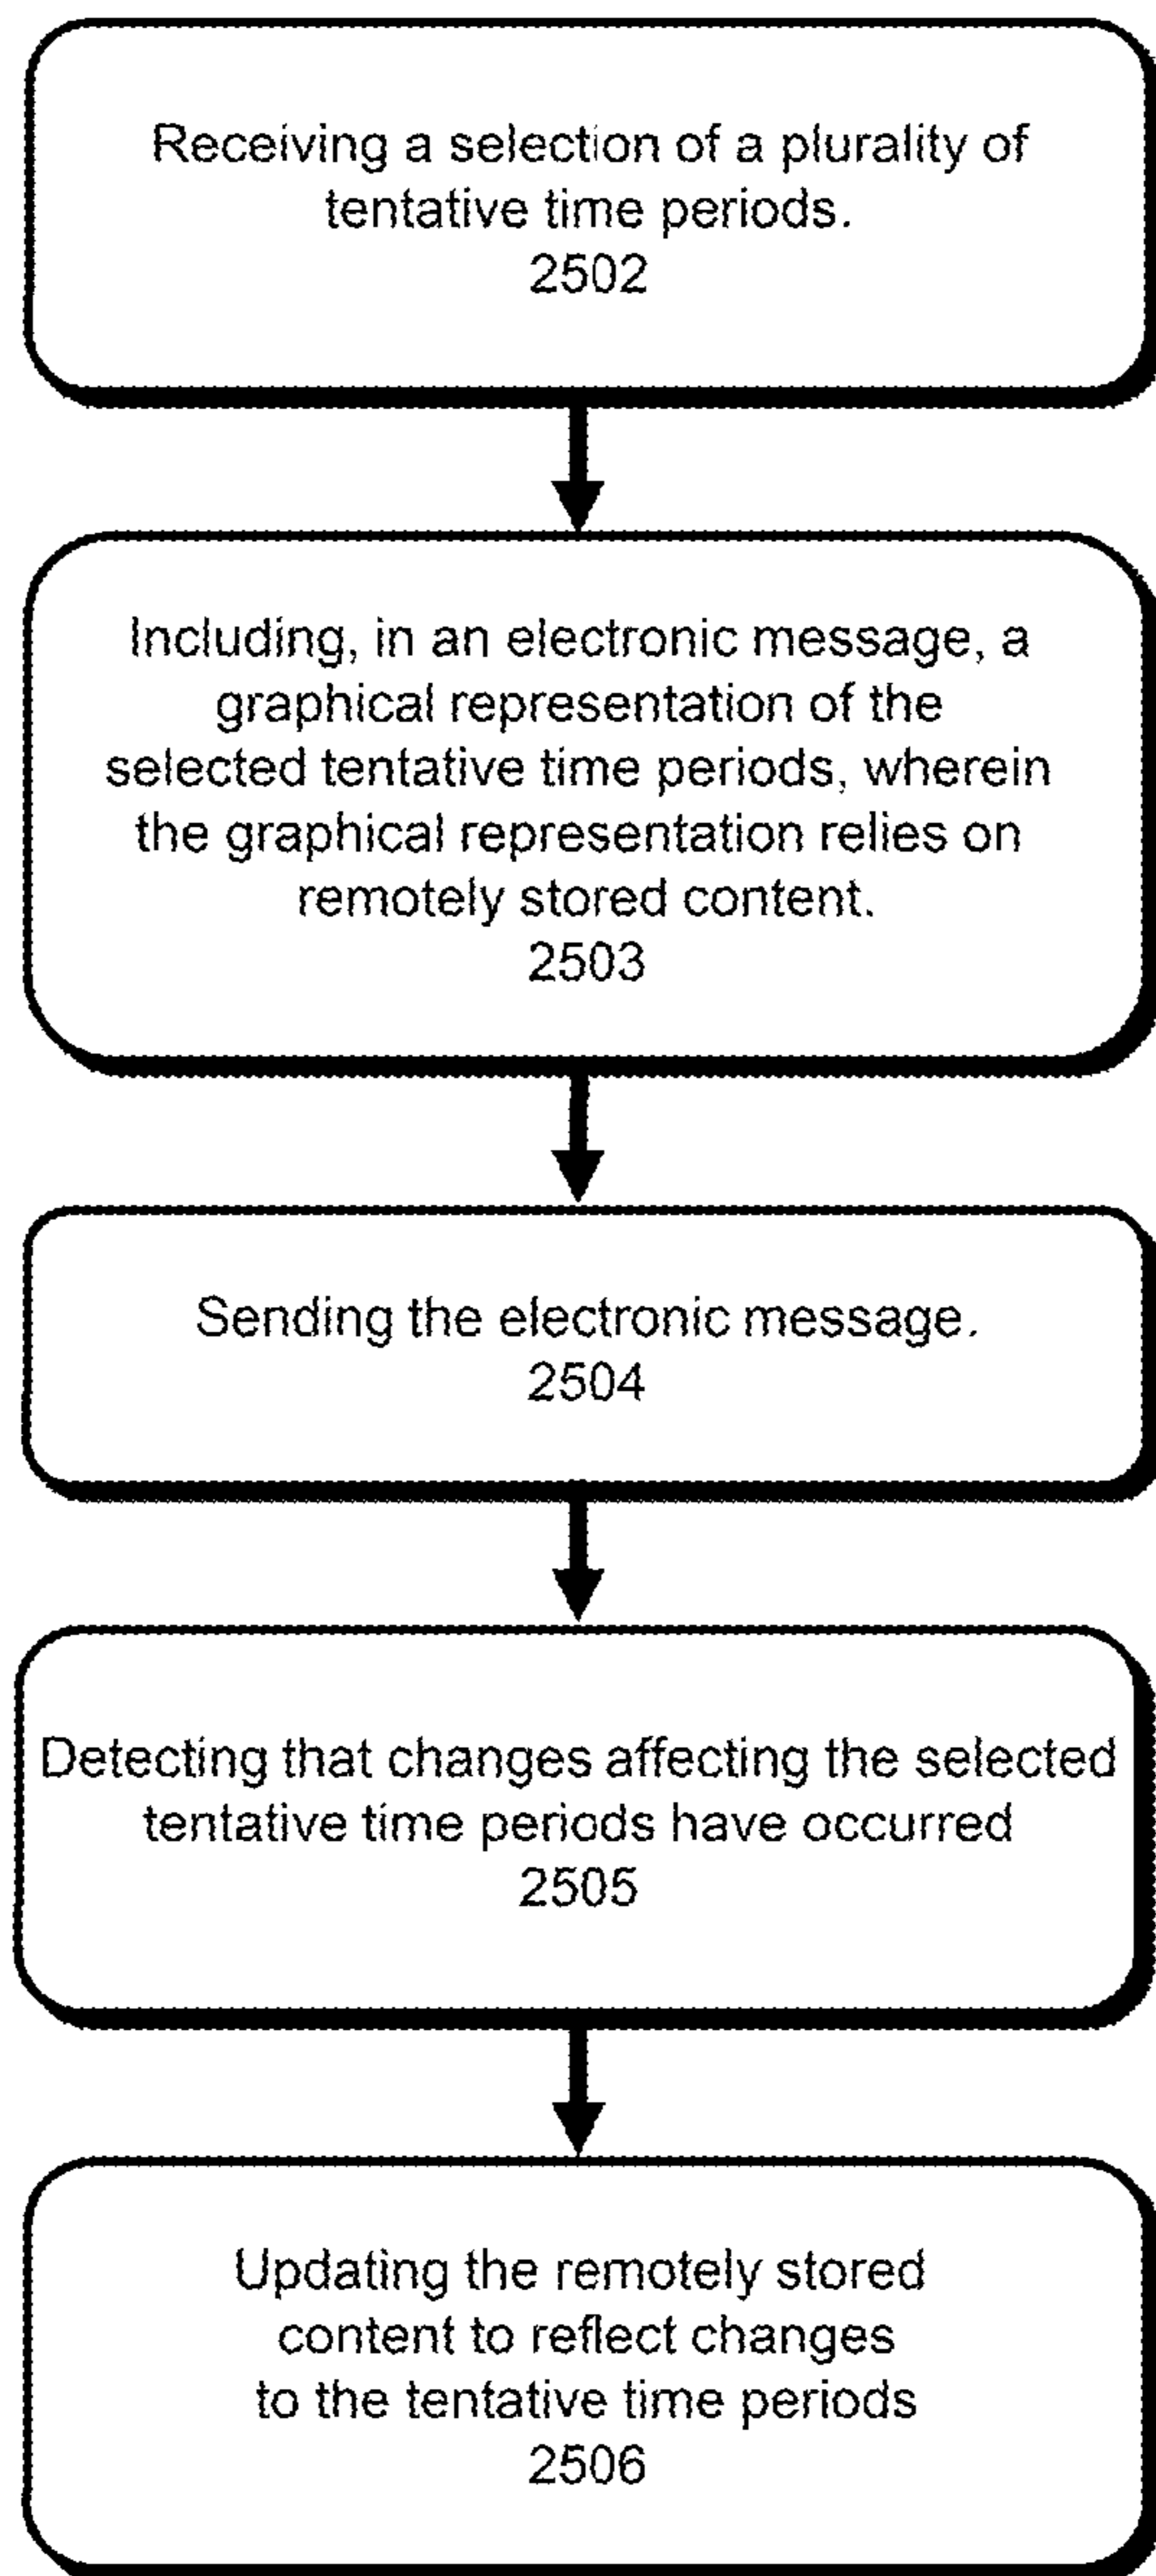 Receiving a selection of a plurality of
tentative time periods.
2502
Including, in an electronic message, a
graphical representation of the
selected tentative time periods, wherein
the graphical representation relies on
remotely stored content.
2503
Sending the electronic message.
2504
Detecting that changes affecting the selected
tentative time periods have occurred
2505
Updating the remotely stored
content to reflect changes
to the tentative time periods
2506